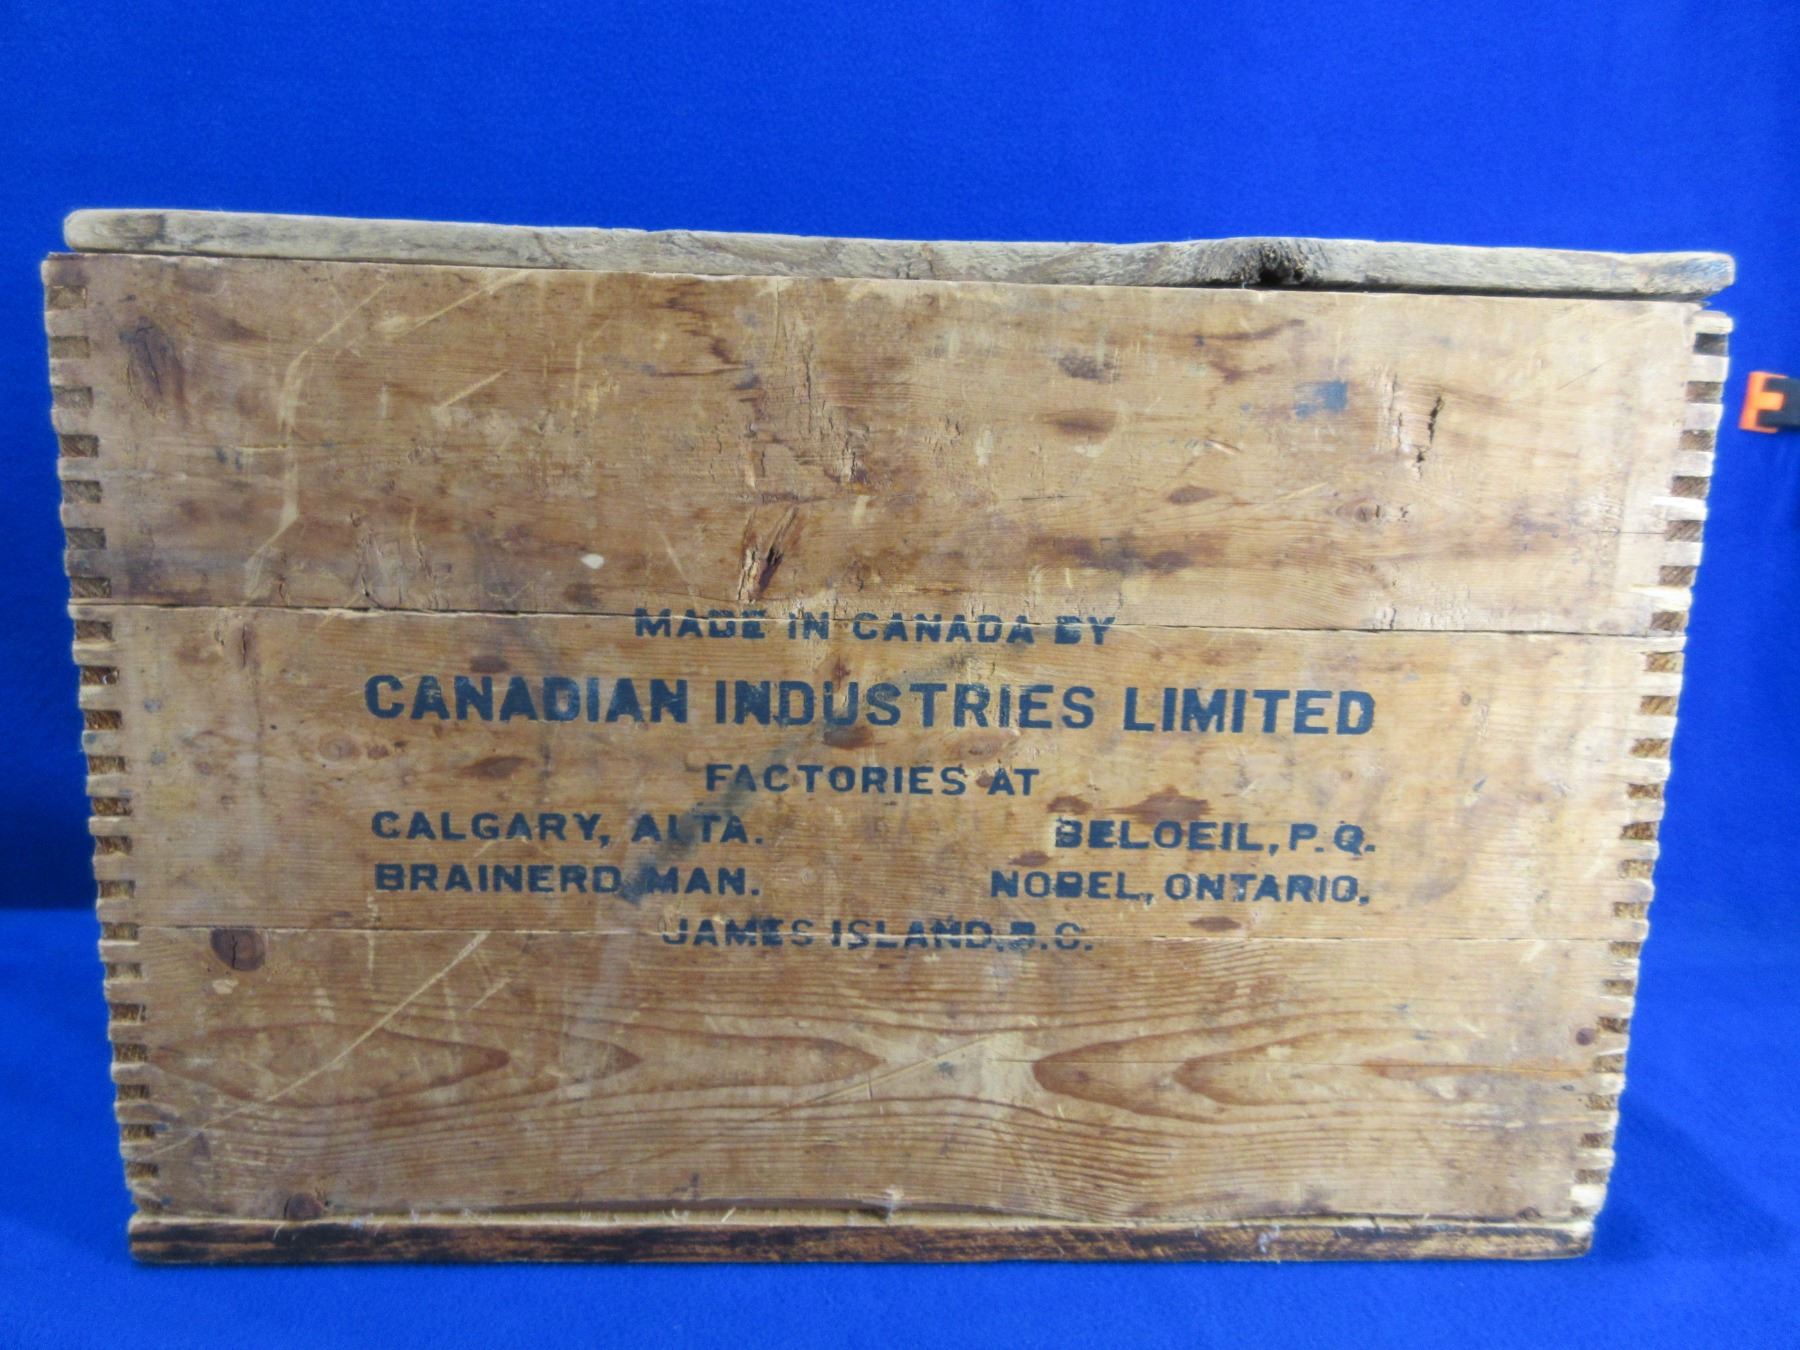 MADE IN CANADA BY
CANADIAN INDUSTRIES LIMITED
FACTORIES AT
CALGARY, ALTA. BELOEIL, P.Q.
BRAINERD MAN. NOBEL, ONTARIO.
JAMES ISLAND, B.C.